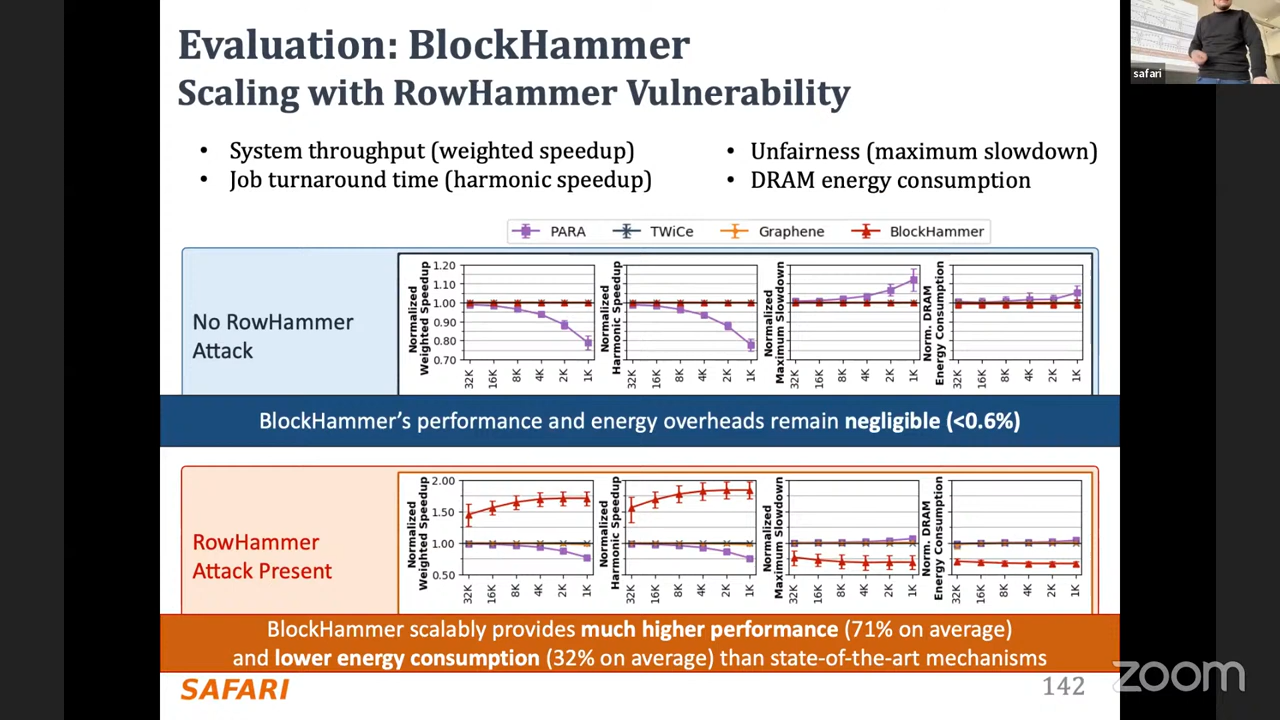 Evaluation: BlockHammer
Scaling with RowHammer Vulnerability
• System throughput (weighted speedup)
• Job turnaround time (harmonic speedup)
• Unfairness (maximum slowdown)
• DRAM energy consumption
safari
PARA TWiCe Graphene BlockHammer
No RowHammer
Attack
Normalized
Weighted Speedup
1.20
1.10
1.00
0.90
0.80
0.70
32K 16K 8K 4K 2K 1K
Normalized
Harmonic Speedup
32K 16K 8K 4K 2K 1K
Normalized
Maximum Slowdown
32K 16K 8K 4K 2K 1K
Norm. DRAM
Energy Consumption
32K 16K 8K 4K 2K 1K
BlockHammer’s performance and energy overheads remain negligible (<0.6%)
RowHammer
Attack Present
Normalized
Weighted Speedup
2.00
1.50
1.00
0.50
32K 16K 8K 4K 2K 1K
Normalized
Harmonic Speedup
32K 16K 8K 4K 2K 1K
Normalized
Maximum Slowdown
32K 16K 8K 4K 2K 1K
Norm. DRAM
Energy Consumption
32K 16K 8K 4K 2K 1K
BlockHammer scalably provides much higher performance (71% on average)
and lower energy consumption (32% on average) than state-of-the-art mechanisms
SAFARI
142
zoom